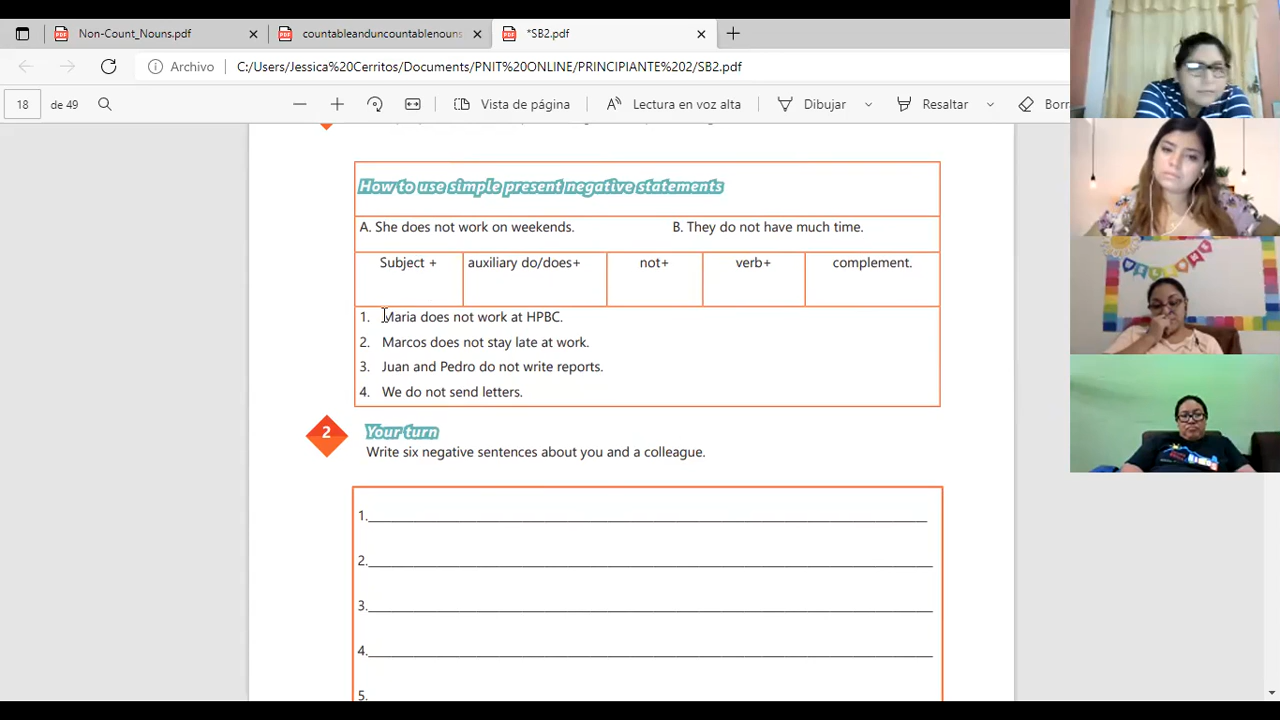 Non-Count_Nouns.pdf
countableanduncountablenouns
*SB2.pdf
Archivo C:/Users/Jessica%20Cerritos/Documents/PNIT%20ONLINE/PRINCIPIANTE%202/SB2.pdf
18 de 49 Vista de página Lectura en voz alta Dibujar Resaltar Borr
How to use simple present negative statements
A. She does not work on weekends. B. They do not have much time.
Subject + auxiliary do/does+ not+ verb+ complement.
1. Maria does not work at HPBC.
2. Marcos does not stay late at work.
3. Juan and Pedro do not write reports.
4. We do not send letters.
2 Your turn
Write six negative sentences about you and a colleague.
1.
2.
3.
4.
5.